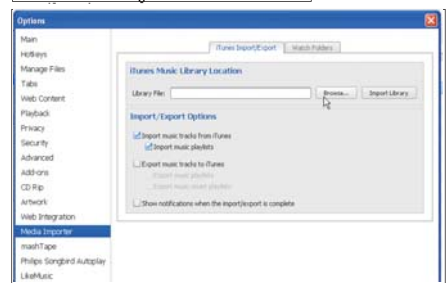 Options
Main
Hotkeys
Manage Files
Tabs
Web Content
Playback
Privacy
Security
Advanced
Add-ons
CD Rip
Artwork
Web Integration
Media Importer
mashTape
Philips Songbird Autoplay
LikeMusic
iTunes Import/Export
Watch Folders
iTunes Music Library Location
Library File:
Browse...
Import Library
Import/Export Options
Import music tracks from iTunes
Import music playlists
Export music tracks to iTunes
Export music playlists
Export music smart playlists
Show notifications when the import/export is complete